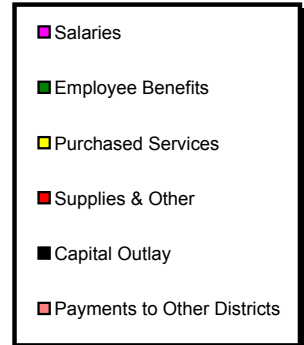 Salaries
Employee Benefits
Purchased Services
Supplies & Other
Capital Outlay
Payments to Other Districts